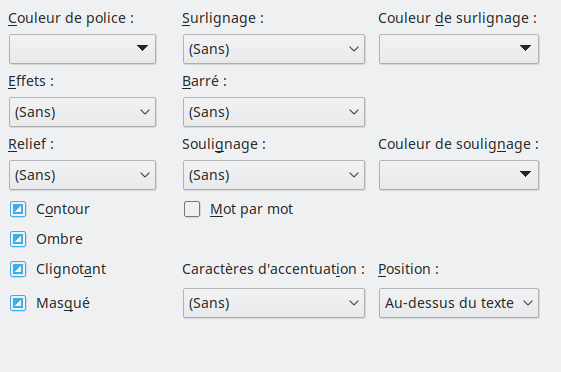 Couleur de police : Surlignage : Couleur de surlignage :
(Sans)
Effets : Barré :
(Sans) (Sans)
Relief : Soulignage : Couleur de soulignage :
(Sans) (Sans)
Contour Mot par mot
Ombre
Clignotant Caractères d'accentuation : Position :
Masqué (Sans) Au-dessus du texte